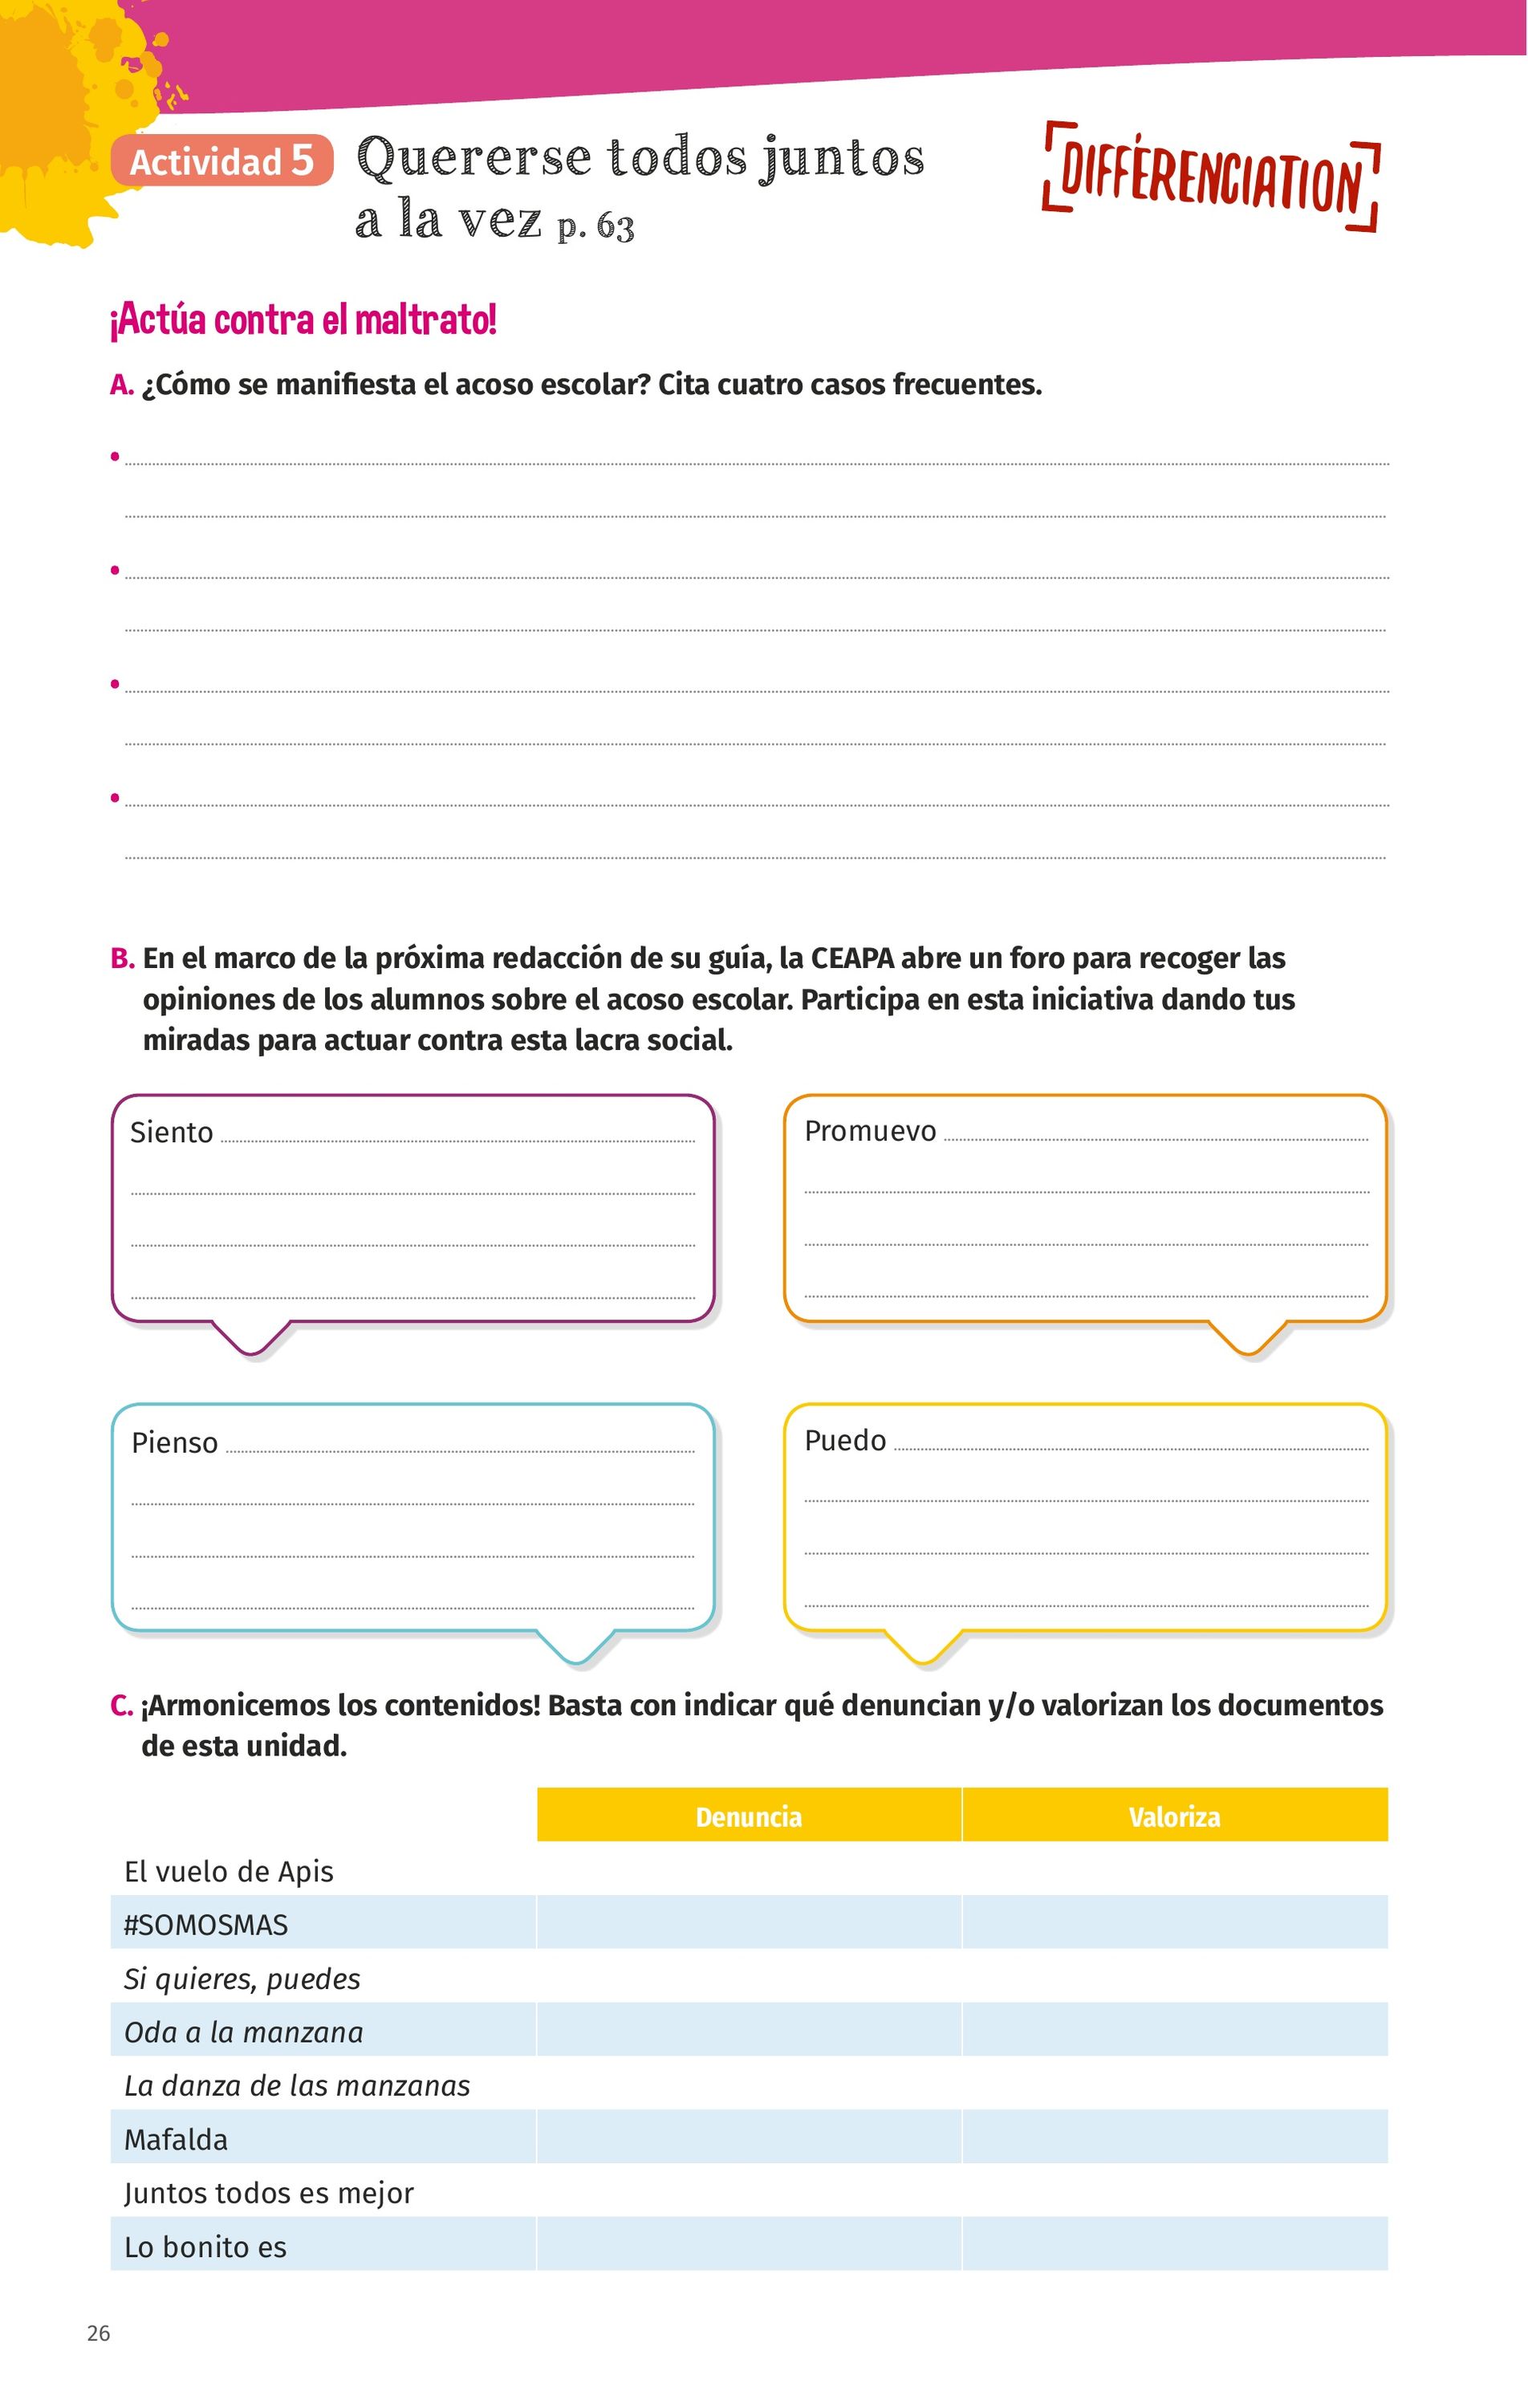 Actividad 5 Quererse todos juntos
a la vez p. 63
DIFFÉRENCIATION
¡Actúa contra el maltrato!
A. ¿Cómo se manifiesta el acoso escolar? Cita cuatro casos frecuentes.
•
•
•
•
B. En el marco de la próxima redacción de su guía, la CEAPA abre un foro para recoger las
opiniones de los alumnos sobre el acoso escolar. Participa en esta iniciativa dando tus
miradas para actuar contra esta lacra social.
Siento
Promuevo
Pienso
Puedo
C. ¡Armonicemos los contenidos! Basta con indicar qué denuncian y/o valorizan los documentos
de esta unidad.
Denuncia Valoriza
El vuelo de Apis
#SOMOSMAS
Si quieres, puedes
Oda a la manzana
La danza de las manzanas
Mafalda
Juntos todos es mejor
Lo bonito es
26